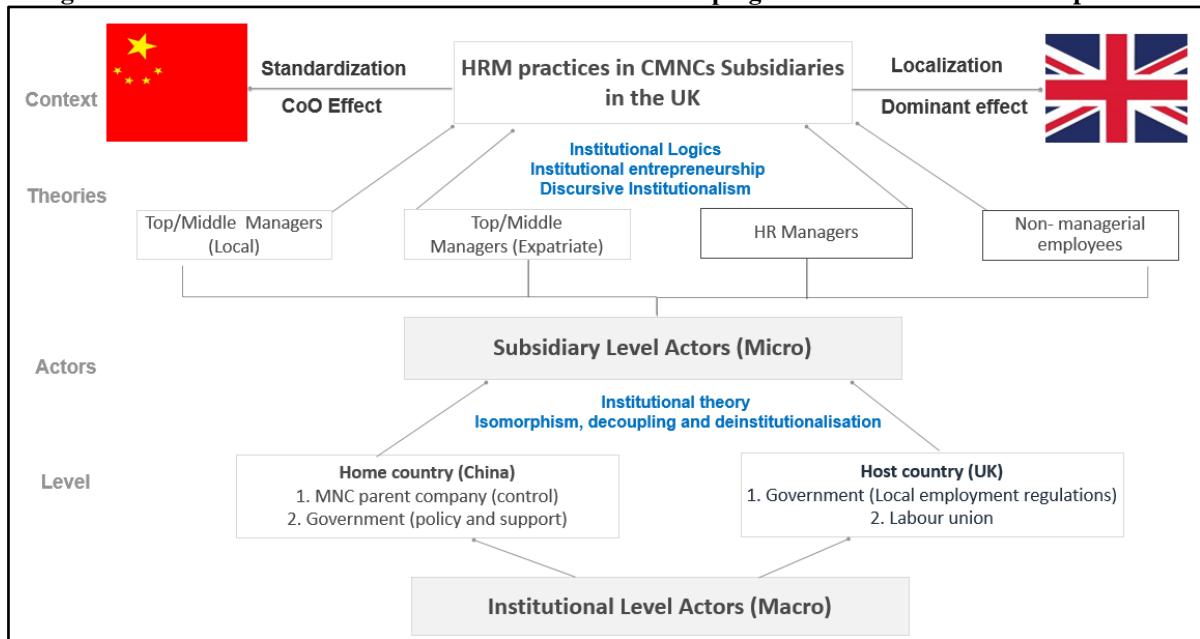 Standardization
CoO Effect
HRM practices in CMNCs Subsidiaries
in the UK
Localization
Dominant effect
Context
Institutional Logics
Institutional entrepreneurship
Discursive Institutionalism
Theories
Top/Middle Managers
(Local)
Top/Middle
Managers (Expatriate)
HR Managers
Non- managerial
employees
Subsidiary Level Actors (Micro)
Actors
Institutional theory
Isomorphism, decoupling and deinstitutionalisation
Level
Home country (China)
1. MNC parent company (control)
2. Government (policy and support)
Host country (UK)
1. Government (Local employment regulations)
2. Labour union
Institutional Level Actors (Macro)